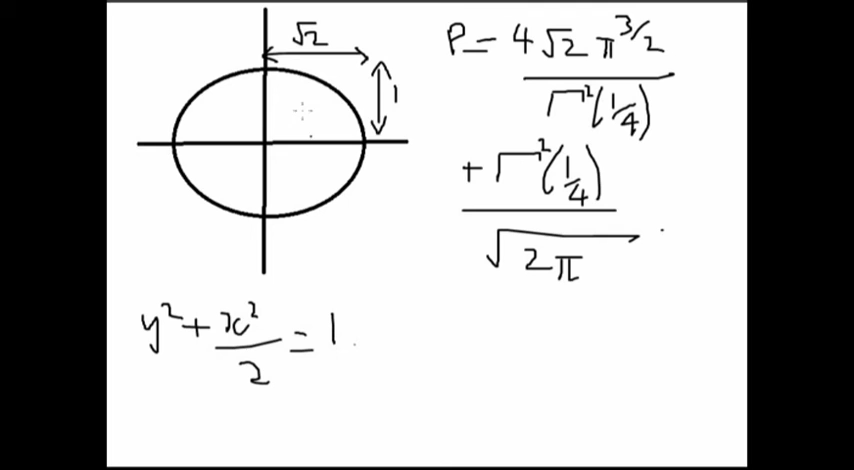 √2
1
P = 4√2 π^(3/2)
Γ²(1/4)
+ Γ²(1/4)
√2π
y² + x²
= 1
2